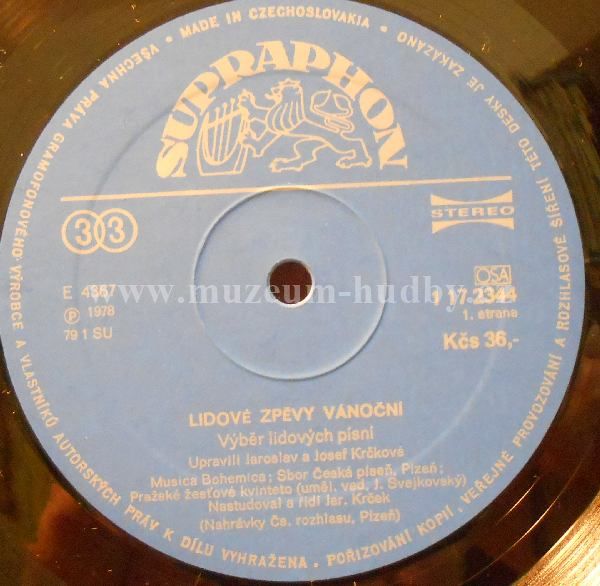 VŠECHNA PRÁVA GRAMOFONOVÉHO VÝROBCE A VLASTNÍKŮ AUTORSKÝCH PRÁV K DÍLU VYHRAŽENA. POŘIZOVÁNÍ KOPIÍ, VEŘEJNÉ PROVOZOVÁNÍ A ROZHLASOVÉ ŠÍŘENÍ TÉTO DESKY JE ZAKÁZÁNO • MADE IN CZECHOSLOVAKIA •
SUPRAPHON
33
STEREO
E 4367
℗ 1978
79 1 SU
OSA
1 17 2344
1. strana
Kčs 36,-
www.muzeum-hudby.cz
LIDOVÉ ZPĚVY VÁNOČNÍ
Výběr lidových písní
Upravili Jaroslav a Josef Krčkové
Musica Bohemica; Sbor Česká píseň, Plzeň;
Pražské žesťové kvinteto (uměl. ved. J. Svejkovský)
Nastudoval a řídí Jar. Krček
(Nahrávky Čs. rozhlasu, Plzeň)